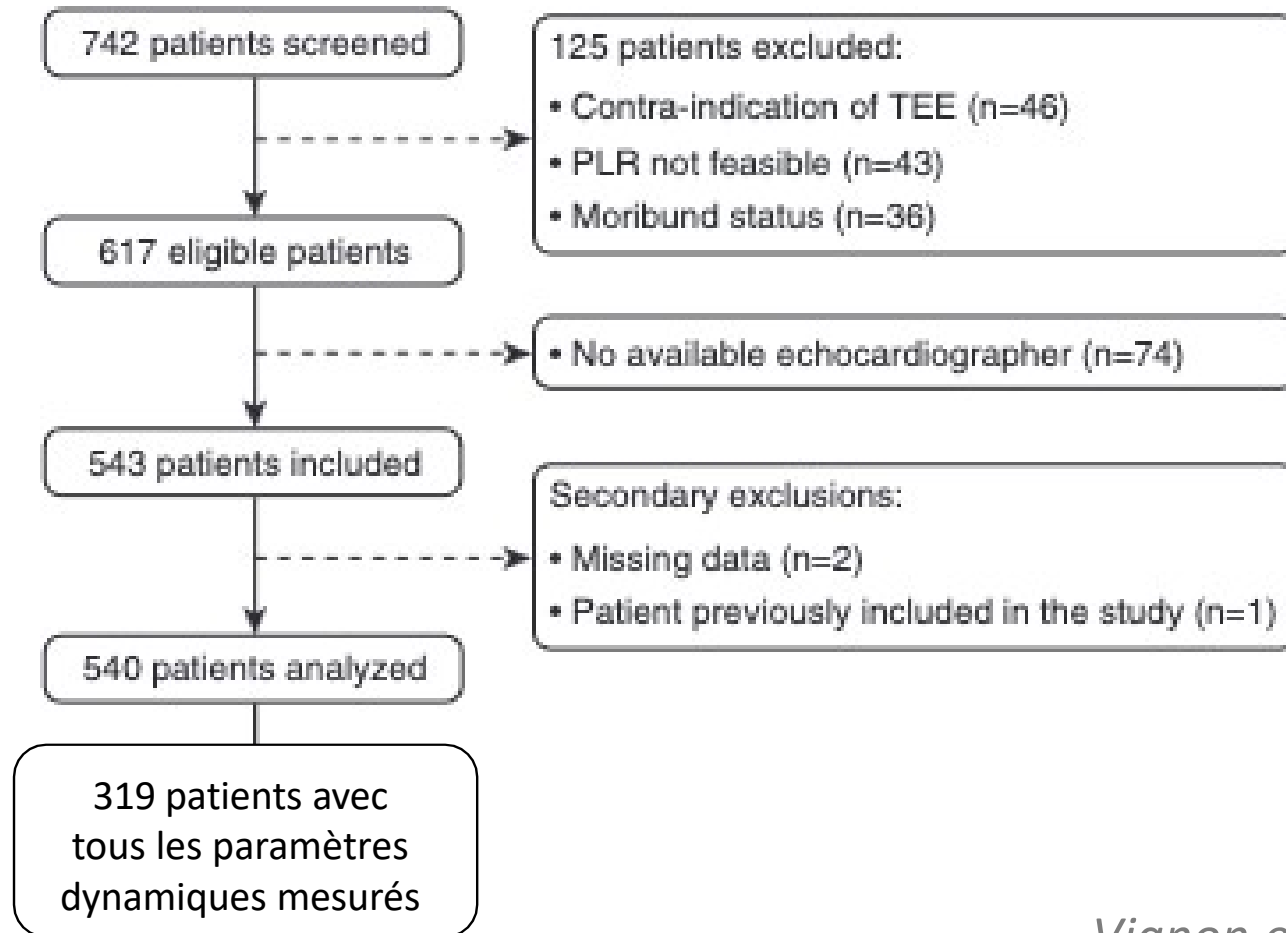 742 patients screened
125 patients excluded:
• Contra-indication of TEE (n=46)
• PLR not feasible (n=43)
• Moribund status (n=36)
617 eligible patients
• No available echocardiographer (n=74)
543 patients included
Secondary exclusions:
• Missing data (n=2)
• Patient previously included in the study (n=1)
540 patients analyzed
319 patients avec
tous les paramètres
dynamiques mesurés